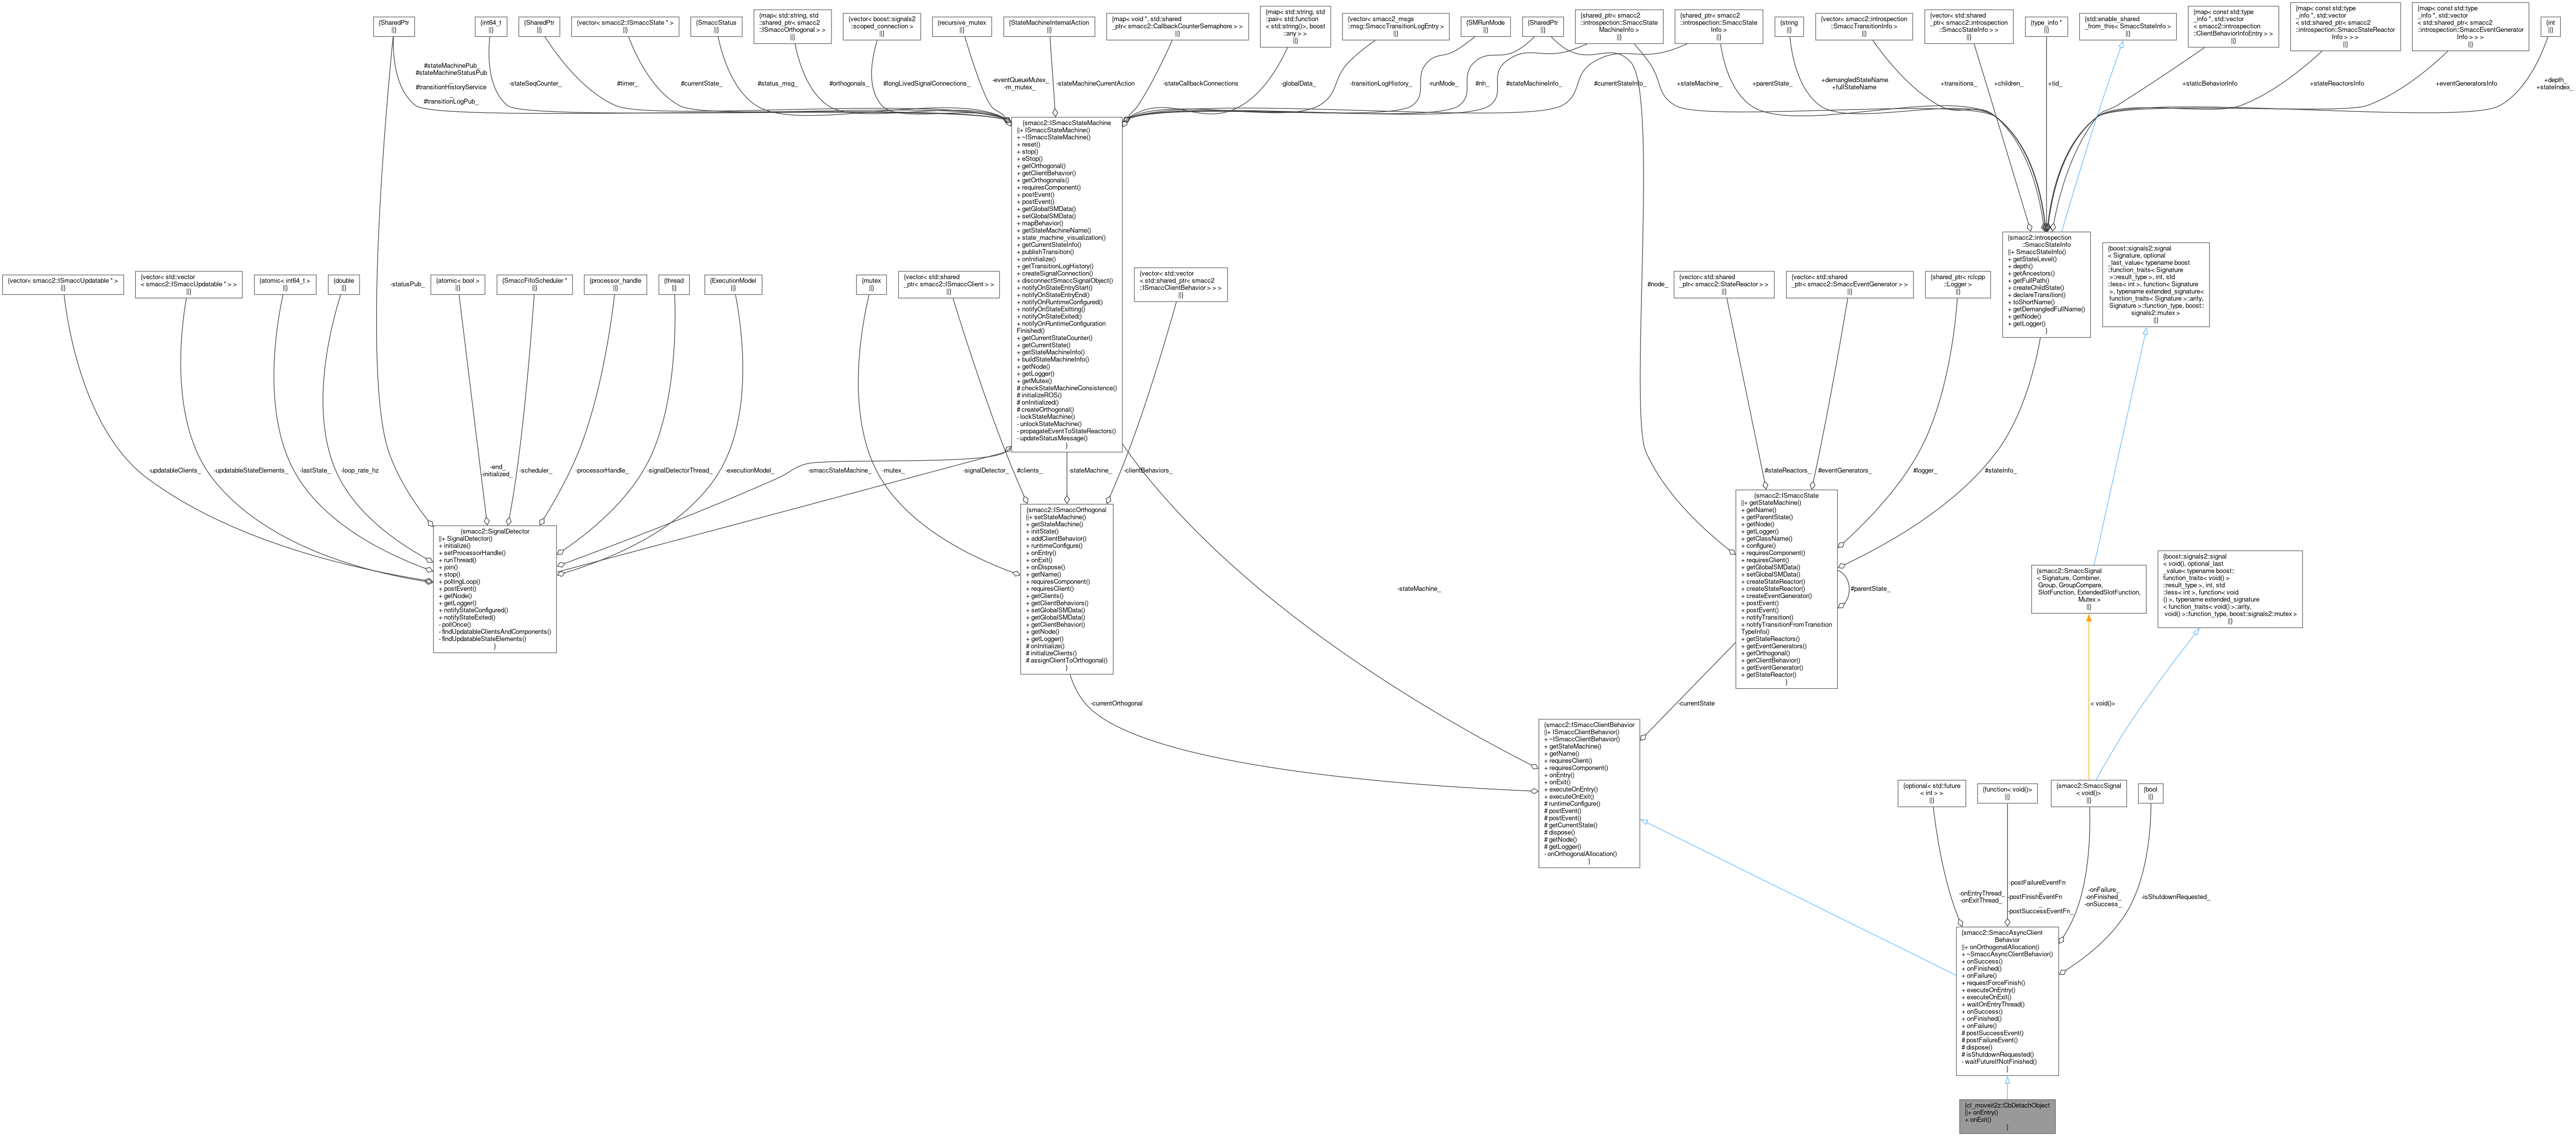 {SharedPtr
||}
{int64_t
||}
{SharedPtr
||}
{vector< smacc2::ISmaccState * >
||}
{SmaccStatus
||}
{map< std::string, std
::shared_ptr< smacc2
::ISmaccOrthogonal > >
||}
{vector< boost::signals2
::scoped_connection >
||}
{recursive_mutex
||}
{StateMachineInternalAction
||}
{map< void *, std::shared
_ptr< smacc2::CallbackCounterSemaphore > >
||}
{map< std::string, std
::pair< std::function
< std::string()>, boost
::any > >
||}
{vector< smacc2_msgs
::msg::SmaccTransitionLogEntry >
||}
{SMRunMode
||}
{SharedPtr
||}
{shared_ptr< smacc2
::introspection::SmaccState
MachineInfo >
||}
{shared_ptr< smacc2
::introspection::SmaccState
Info >
||}
{string
||}
{vector< smacc2::introspection
::SmaccTransitionInfo >
||}
{vector< std::shared
_ptr< smacc2::introspection
::SmaccStateInfo > >
||}
{type_info *
||}
{std::enable_shared
_from_this< SmaccStateInfo >
||}
{map< const std::type
_info *, std::vector
< smacc2::introspection
::ClientBehaviorInfoEntry > >
||}
{map< const std::type
_info *, std::vector
< std::shared_ptr< smacc2
::introspection::SmaccStateReactor
Info > > >
||}
{map< const std::type
_info *, std::vector
< std::shared_ptr< smacc2
::introspection::SmaccEventGenerator
Info > > >
||}
{int
||}
#stateMachinePub_
#stateMachineStatusPub
_
#transitionHistoryService
_
#transitionLogPub_
-stateSeqCounter_
#timer_
#currentState_
#status_msg_
#orthogonals_
#longLivedSignalConnections_
-eventQueueMutex_
-m_mutex_
-stateMachineCurrentAction
-stateCallbackConnections
-globalData_
-transitionLogHistory_
-runMode_
#nh_
#stateMachineInfo_
#currentStateInfo_
+stateMachine_
+parentState_
+demangledStateName
+fullStateName
+transitions_
+children_
+tid_
+staticBehaviorInfo
+stateReactorsInfo
+eventGeneratorsInfo
+depth_
+stateIndex_
{smacc2::ISmaccStateMachine
||+ ISmaccStateMachine()
+ ~ISmaccStateMachine()
+ reset()
+ stop()
+ eStop()
+ getOrthogonal()
+ getClientBehavior()
+ getOrthogonals()
+ requiresComponent()
+ postEvent()
+ postEvent()
+ getGlobalSMData()
+ setGlobalSMData()
+ mapBehavior()
+ getStateMachineName()
+ state_machine_visualization()
+ getCurrentStateInfo()
+ publishTransition()
+ onInitialize()
+ getTransitionLogHistory()
+ createSignalConnection()
+ disconnectSmaccSignalObject()
+ notifyOnStateEntryStart()
+ notifyOnStateEntryEnd()
+ notifyOnRuntimeConfigured()
+ notifyOnStateExitting()
+ notifyOnStateExited()
+ notifyOnRuntimeConfiguration
Finished()
+ getCurrentStateCounter()
+ getCurrentState()
+ getStateMachineInfo()
+ buildStateMachineInfo()
+ getNode()
+ getLogger()
+ getMutex()
# checkStateMachineConsistence()
# initializeROS()
# onInitialized()
# createOrthogonal()
- lockStateMachine()
- unlockStateMachine()
- propagateEventToStateReactors()
- updateStatusMessage()
}
{smacc2::introspection
::SmaccStateInfo
||+ SmaccStateInfo()
+ getStateLevel()
+ depth()
+ getAncestors()
+ getFullPath()
+ createChildState()
+ declareTransition()
+ toShortName()
+ getDemangledFullName()
+ getNode()
+ getLogger()
}
{boost::signals2::signal
< Signature, optional
_last_value< typename boost
::function_traits< Signature
>::result_type >, int, std
::less< int >, function< Signature
>, typename extended_signature<
function_traits< Signature >::arity,
Signature >::function_type, boost::
signals2::mutex >
||}
{vector< smacc2::ISmaccUpdatable * >
||}
{vector< std::vector
< smacc2::ISmaccUpdatable * > >
||}
{atomic< int64_t >
||}
{double
||}
-statusPub_
{atomic< bool >
||}
{SmaccFifoScheduler *
||}
{processor_handle
||}
{thread
||}
{ExecutionModel
||}
{mutex
||}
{vector< std::shared
_ptr< smacc2::ISmaccClient > >
||}
{vector< std::vector
< std::shared_ptr< smacc2
::ISmaccClientBehavior > > >
||}
#node_
{vector< std::shared
_ptr< smacc2::StateReactor > >
||}
{vector< std::shared
_ptr< smacc2::SmaccEventGenerator > >
||}
{shared_ptr< rclcpp
::Logger >
||}
-updatableClients_
-updatableStateElements_
-lastState_
-loop_rate_hz
-end_
-initialized_
-scheduler_
-processorHandle_
-signalDetectorThread_
-executionModel_
-smaccStateMachine_
-mutex_
-signalDetector_
#clients_
-stateMachine_
-clientBehaviors_
#stateReactors_
#eventGenerators_
#logger_
#stateInfo_
{smacc2::SignalDetector
||+ SignalDetector()
+ initialize()
+ setProcessorHandle()
+ runThread()
+ join()
+ stop()
+ pollingLoop()
+ postEvent()
+ getNode()
+ getLogger()
+ notifyStateConfigured()
+ notifyStateExited()
- pollOnce()
- findUpdatableClientsAndComponents()
- findUpdatableStateElements()
}
{smacc2::ISmaccOrthogonal
||+ setStateMachine()
+ getStateMachine()
+ initState()
+ addClientBehavior()
+ runtimeConfigure()
+ onEntry()
+ onExit()
+ onDispose()
+ getName()
+ requiresComponent()
+ requiresClient()
+ getClients()
+ getClientBehaviors()
+ setGlobalSMData()
+ getGlobalSMData()
+ getClientBehavior()
+ getNode()
+ getLogger()
# onInitialize()
# initializeClients()
# assignClientToOrthogonal()
}
-stateMachine_
{smacc2::ISmaccState
||+ getStateMachine()
+ getName()
+ getParentState()
+ getNode()
+ getLogger()
+ getClassName()
+ configure()
+ requiresComponent()
+ requiresClient()
+ getGlobalSMData()
+ setGlobalSMData()
+ createStateReactor()
+ createStateReactor()
+ createEventGenerator()
+ postEvent()
+ postEvent()
+ notifyTransition()
+ notifyTransitionFromTransition
TypeInfo()
+ getStateReactors()
+ getEventGenerators()
+ getOrthogonal()
+ getClientBehavior()
+ getEventGenerator()
+ getStateReactor()
}
#parentState_
{smacc2::SmaccSignal
< Signature, Combiner,
Group, GroupCompare,
SlotFunction, ExtendedSlotFunction,
Mutex >
||}
{boost::signals2::signal
< void(), optional_last
_value< typename boost::
function_traits< void() >
::result_type >, int, std
::less< int >, function< void
() >, typename extended_signature
< function_traits< void() >::arity,
void() >::function_type, boost::signals2::mutex >
||}
-currentOrthogonal
-currentState
< void()>
{smacc2::ISmaccClientBehavior
||+ ISmaccClientBehavior()
+ ~ISmaccClientBehavior()
+ getStateMachine()
+ getName()
+ requiresClient()
+ requiresComponent()
+ onEntry()
+ onExit()
+ executeOnEntry()
+ executeOnExit()
# runtimeConfigure()
# postEvent()
# postEvent()
# getCurrentState()
# dispose()
# getNode()
# getLogger()
- onOrthogonalAllocation()
}
{optional< std::future
< int > >
||}
{function< void()>
||}
{smacc2::SmaccSignal
< void()>
||}
{bool
||}
-onEntryThread_
-onExitThread_
-postFailureEventFn
_
-postFinishEventFn
_
-postSuccessEventFn_
-onFailure_
-onFinished_
-onSuccess_
-isShutdownRequested_
{smacc2::SmaccAsyncClient
Behavior
||+ onOrthogonalAllocation()
+ ~SmaccAsyncClientBehavior()
+ onSuccess()
+ onFinished()
+ onFailure()
+ requestForceFinish()
+ executeOnEntry()
+ executeOnExit()
+ waitOnEntryThread()
+ onSuccess()
+ onFinished()
+ onFailure()
# postSuccessEvent()
# postFailureEvent()
# dispose()
# isShutdownRequested()
- waitFutureIfNotFinished()
}
{cl_moveit2z::CbDetachObject
||+ onEntry()
+ onExit()
}